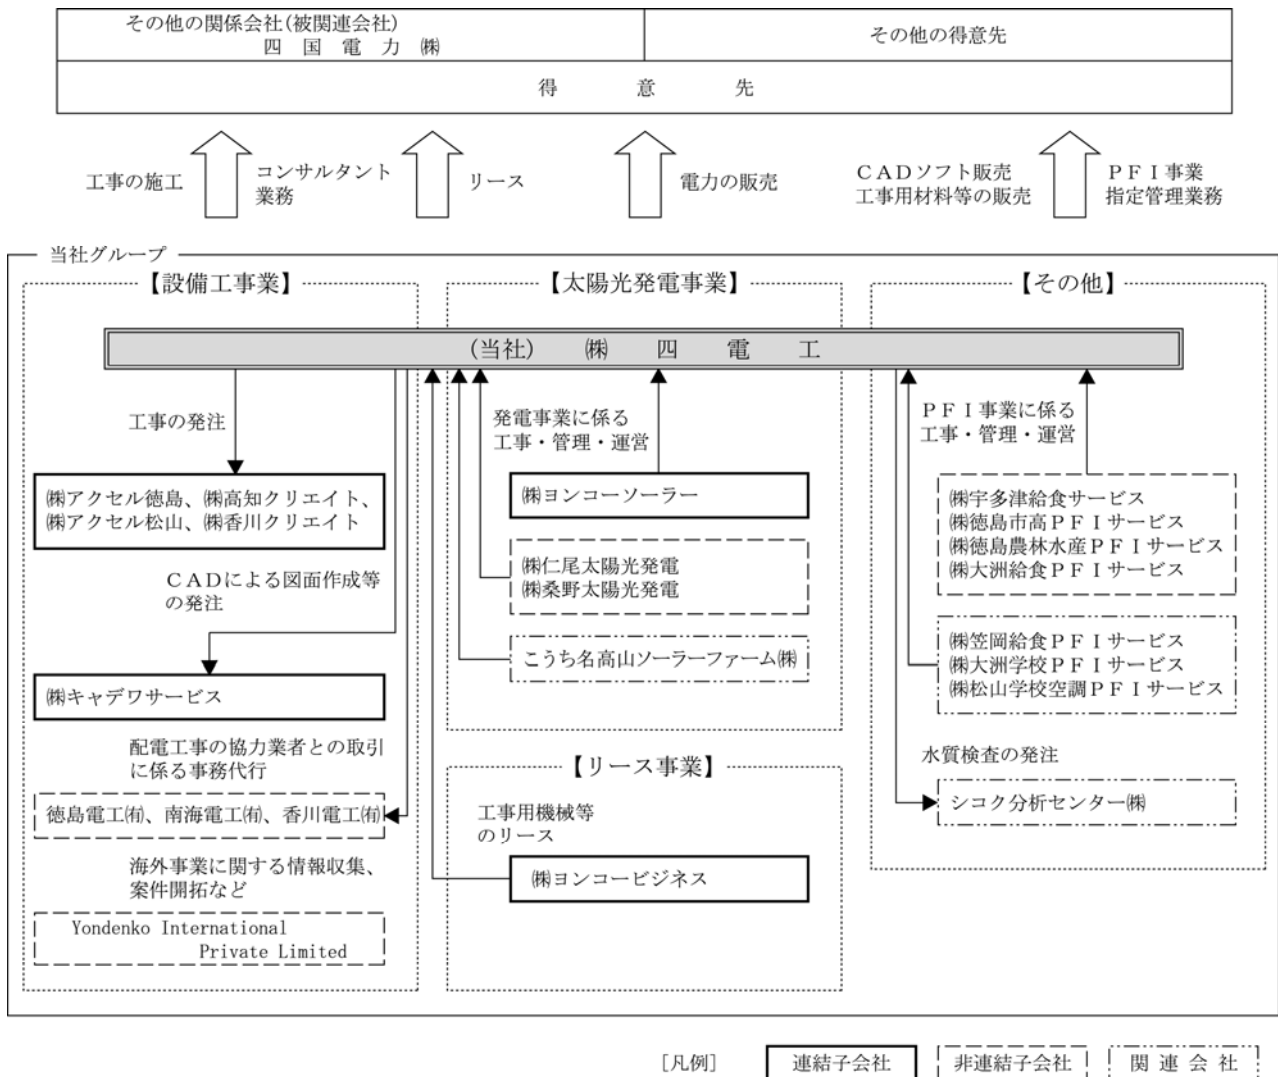 その他の関係会社(被関連会社)
四国電力㈱
その他の得意先
得意先
工事の施工
コンサルタント
業務
リース
電力の販売
ＣＡＤソフト販売
工事用材料等の販売
ＰＦＩ事業
指定管理業務
当社グループ
【設備工事業】
【太陽光発電事業】
【その他】
(当社) ㈱四電工
工事の発注
㈱アクセル徳島、㈱高知クリエイト、
㈱アクセル松山、㈱香川クリエイト
ＣＡＤによる図面作成等
の発注
㈱キャデワサービス
配電工事の協力業者との取引
に係る事務代行
徳島電工㈲、南海電工㈲、香川電工㈲
海外事業に関する情報収集、
案件開拓など
Yondenko International
Private Limited
発電事業に係る
工事・管理・運営
㈱ヨンコーソーラー
㈱仁尾太陽光発電
㈱桑野太陽光発電
こうち名高山ソーラーファーム㈱
【リース事業】
工事用機械等
のリース
㈱ヨンコービジネス
ＰＦＩ事業に係る
工事・管理・運営
㈱宇多津給食サービス
㈱徳島市高ＰＦＩサービス
㈱徳島農林水産ＰＦＩサービス
㈱大洲給食ＰＦＩサービス
㈱笠岡給食ＰＦＩサービス
㈱大洲学校ＰＦＩサービス
㈱松山学校空調ＰＦＩサービス
水質検査の発注
シコク分析センター㈱
[凡例]
連結子会社
非連結子会社
関連会社